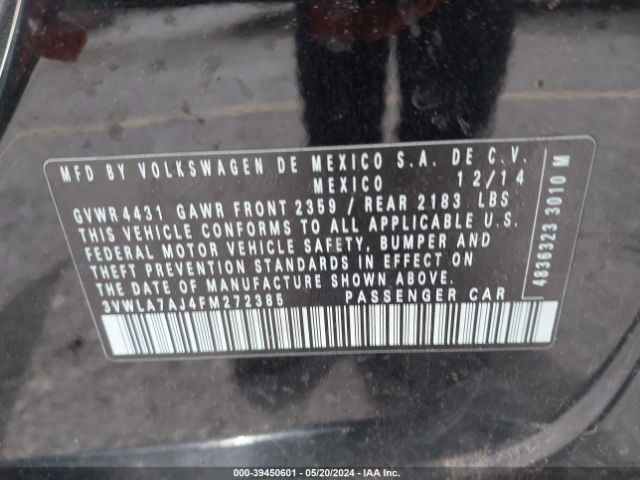 MFD BY VOLKSWAGEN DE MEXICO S.A. DE C.V.
MEXICO 12/14
GVWR 4431 GAWR FRONT 2359 / REAR 2183 LBS
THIS VEHICLE CONFORMS TO ALL APPLICABLE U.S.
FEDERAL MOTOR VEHICLE SAFETY, BUMPER AND
THEFT PREVENTION STANDARDS IN EFFECT ON
THE DATE OF MANUFACTURE SHOWN ABOVE.
3VWLA7AJ4FM272385 PASSENGER CAR
4836323 3010 M
000-39450601 - 05/20/2024 - IAA Inc.